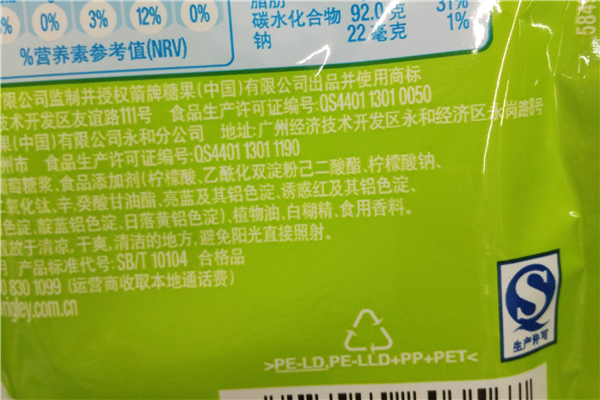 0% 3% 12% 0%
%营养素参考值(NRV)
脂肪
碳水化合物 92.0 克 31%
钠 22 毫克 1%
限公司监制并授权箭牌糖果(中国)有限公司出品并使用商标
技术开发区友谊路111号 食品生产许可证编号:QS4401 1301 0050
果(中国)有限公司永和分公司 地址:广州经济技术开发区永和经济区永岗路8号
州市 食品生产许可证编号:QS4401 1301 1190
萄糖浆、食品添加剂(柠檬酸、乙酰化双淀粉己二酸酯、柠檬酸钠、
二氧化钛、辛,癸酸甘油酯、亮蓝及其铝色淀、诱惑红及其铝色淀、
色淀、靛蓝铝色淀、日落黄铝色淀)、植物油、白糊精、食用香料。
置放于清凉、干爽、清洁的地方,避免阳光直接照射。
月 产品标准代号: SB/T 10104 合格品
0 830 1099 (运营商收取本地通话费)
ngley.com.cn
生产许可
>PE-LD,PE-LLD+PP+PET<
584